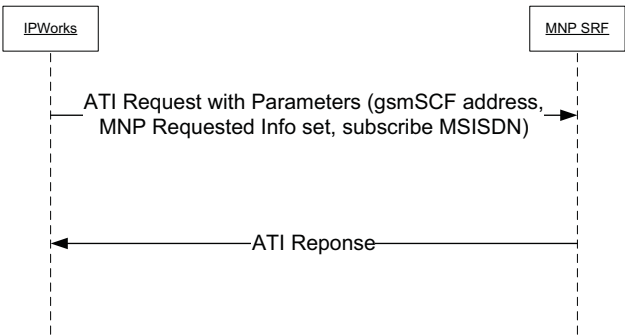 IPWorks
MNP SRF
ATI Request with Parameters (gsmSCF address,
MNP Requested Info set, subscribe MSISDN)
ATI Reponse